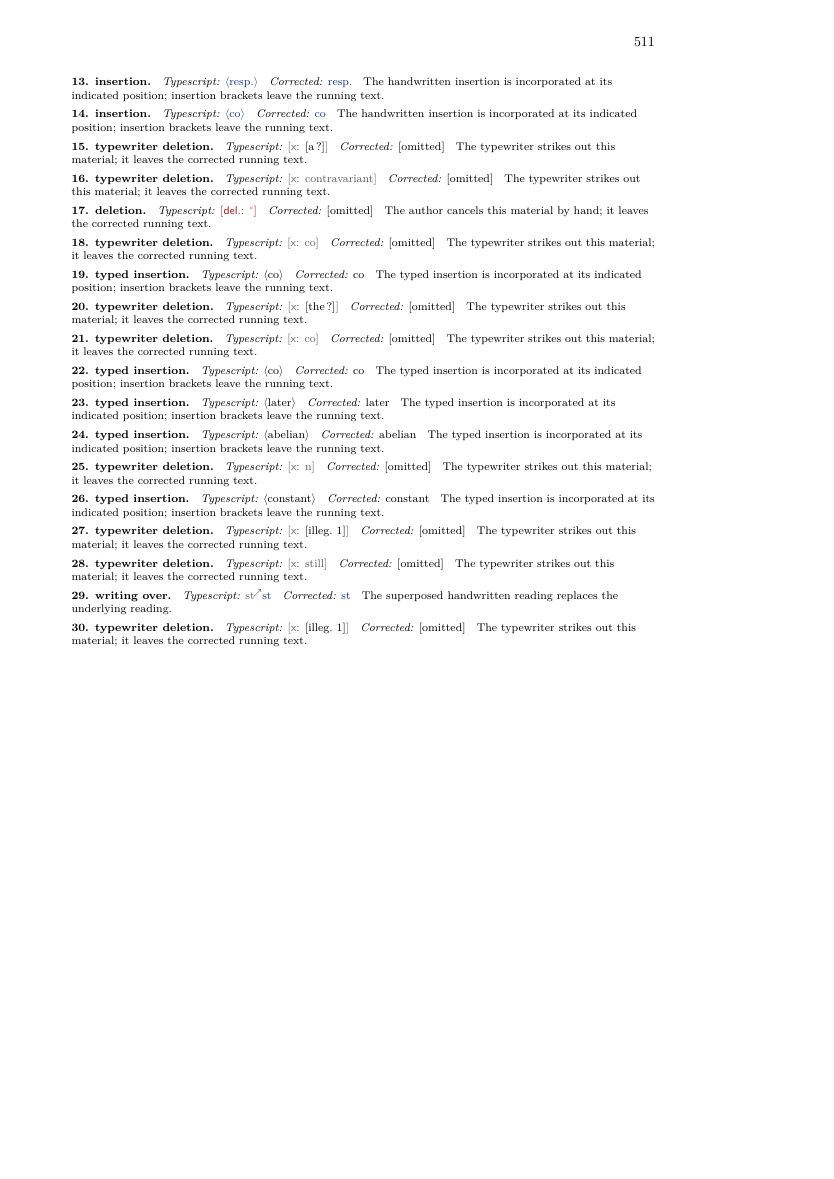 511
13. insertion. Typescript: ⟨resp.⟩ Corrected: resp. The handwritten insertion is incorporated at its
indicated position; insertion brackets leave the running text.
14. insertion. Typescript: ⟨co⟩ Corrected: co The handwritten insertion is incorporated at its indicated
position; insertion brackets leave the running text.
15. typewriter deletion. Typescript: [x: [a ?]] Corrected: [omitted] The typewriter strikes out this
material; it leaves the corrected running text.
16. typewriter deletion. Typescript: [x: contravariant] Corrected: [omitted] The typewriter strikes out
this material; it leaves the corrected running text.
17. deletion. Typescript: [del.: "] Corrected: [omitted] The author cancels this material by hand; it leaves
the corrected running text.
18. typewriter deletion. Typescript: [x: co] Corrected: [omitted] The typewriter strikes out this material;
it leaves the corrected running text.
19. typed insertion. Typescript: ⟨co⟩ Corrected: co The typed insertion is incorporated at its indicated
position; insertion brackets leave the running text.
20. typewriter deletion. Typescript: [x: [the ?]] Corrected: [omitted] The typewriter strikes out this
material; it leaves the corrected running text.
21. typewriter deletion. Typescript: [x: co] Corrected: [omitted] The typewriter strikes out this material;
it leaves the corrected running text.
22. typed insertion. Typescript: ⟨co⟩ Corrected: co The typed insertion is incorporated at its indicated
position; insertion brackets leave the running text.
23. typed insertion. Typescript: ⟨later⟩ Corrected: later The typed insertion is incorporated at its
indicated position; insertion brackets leave the running text.
24. typed insertion. Typescript: ⟨abelian⟩ Corrected: abelian The typed insertion is incorporated at its
indicated position; insertion brackets leave the running text.
25. typewriter deletion. Typescript: [x: n] Corrected: [omitted] The typewriter strikes out this material;
it leaves the corrected running text.
26. typed insertion. Typescript: ⟨constant⟩ Corrected: constant The typed insertion is incorporated at its
indicated position; insertion brackets leave the running text.
27. typewriter deletion. Typescript: [x: [illeg. 1]] Corrected: [omitted] The typewriter strikes out this
material; it leaves the corrected running text.
28. typewriter deletion. Typescript: [x: still] Corrected: [omitted] The typewriter strikes out this
material; it leaves the corrected running text.
29. writing over. Typescript: st↗st Corrected: st The superposed handwritten reading replaces the
underlying reading.
30. typewriter deletion. Typescript: [x: [illeg. 1]] Corrected: [omitted] The typewriter strikes out this
material; it leaves the corrected running text.